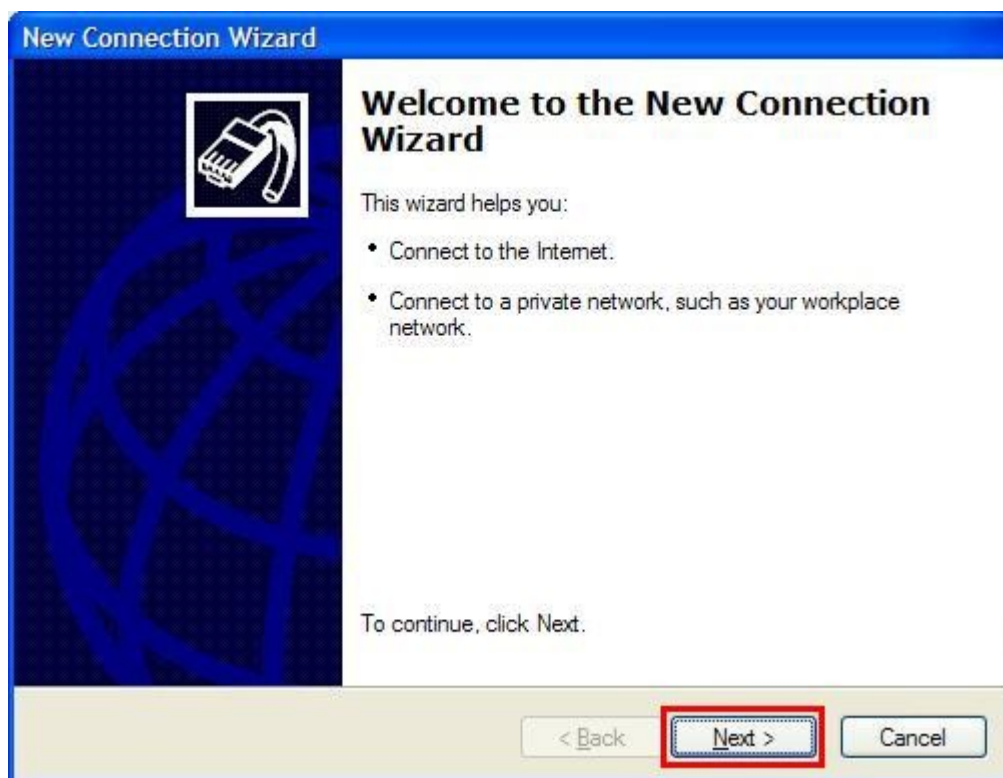 New Connection Wizard
Welcome to the New Connection
Wizard
This wizard helps you:
• Connect to the Internet.
• Connect to a private network, such as your workplace
network.
To continue, click Next.
< Back
Next >
Cancel